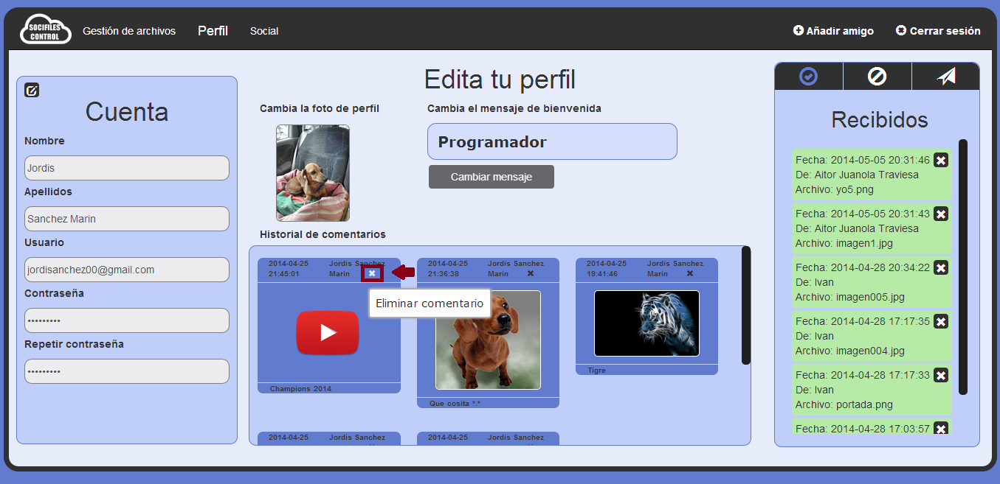 SOCIFILES
CONTROL
Gestión de archivos
Perfil
Social
Añadir amigo
Cerrar sesión
Cuenta
Nombre
Jordis
Apellidos
Sanchez Marin
Usuario
jordisanchez00@gmail.com
Contraseña
•••••••••
Repetir contraseña
•••••••••
Edita tu perfil
Cambia la foto de perfil
Cambia el mensaje de bienvenida
Programador
Cambiar mensaje
Historial de comentarios
2014-04-25
21:45:01
Jordis Sanchez
Marin
Eliminar comentario
Champions 2014
2014-04-25
21:36:38
Jordis Sanchez
Marin
Que cosita *.*
2014-04-25
19:41:46
Jordis Sanchez
Marin
Tigre
2014-04-25
Jordis Sanchez
2014-04-25
Jordis Sanchez
Recibidos
Fecha: 2014-05-05 20:31:46
De: Aitor Juanola Traviesa
Archivo: yo5.png
Fecha: 2014-05-05 20:31:43
De: Aitor Juanola Traviesa
Archivo: imagen1.jpg
Fecha: 2014-04-28 20:34:22
De: Ivan
Archivo: imagen005.jpg
Fecha: 2014-04-28 17:17:35
De: Ivan
Archivo: imagen004.jpg
Fecha: 2014-04-28 17:17:33
De: Ivan
Archivo: portada.png
Fecha: 2014-04-28 17:03:57